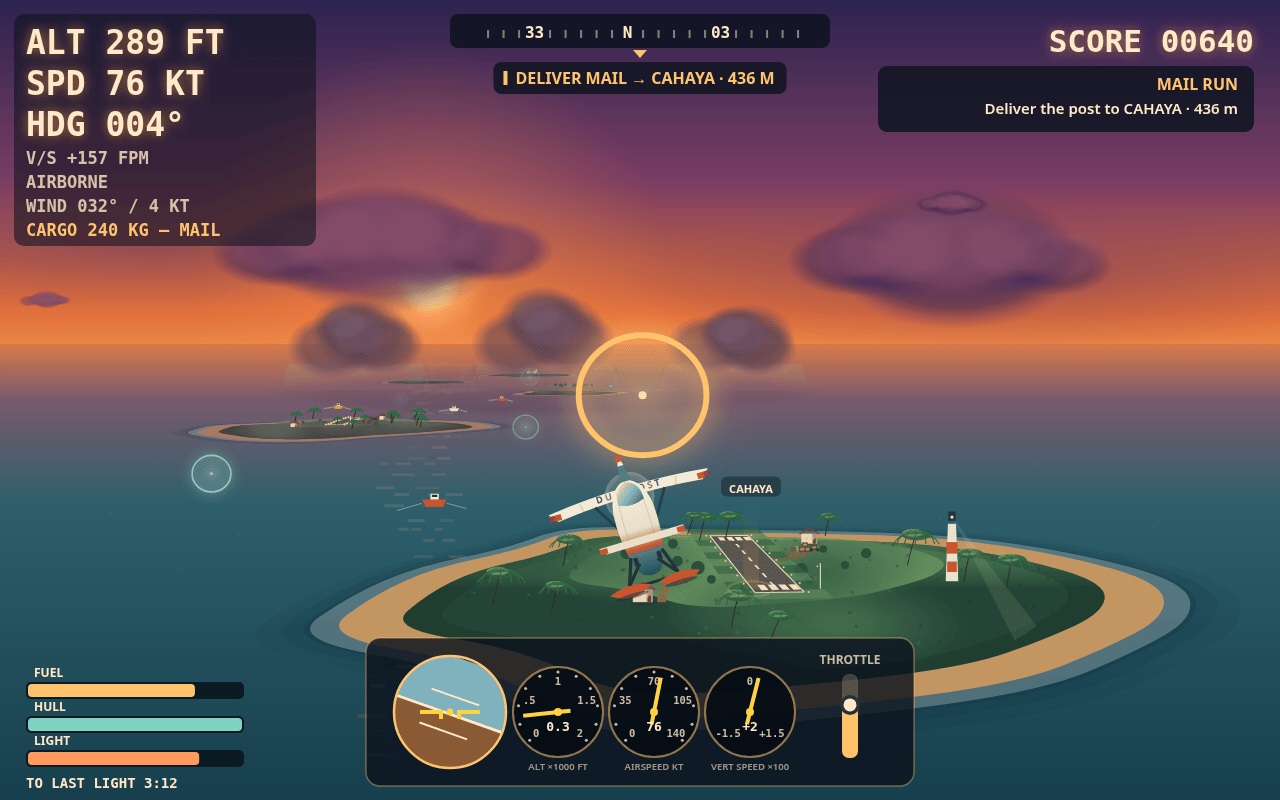 ALT 289 FT
SPD 76 KT
HDG 004°
V/S +157 FPM
AIRBORNE
WIND 032° / 4 KT
CARGO 240 KG — MAIL
33 N 03
DELIVER MAIL → CAHAYA · 436 M
SCORE 00640
MAIL RUN
Deliver the post to CAHAYA · 436 m
CAHAYA
FUEL
HULL
LIGHT
TO LAST LIGHT 3:12
0 .5 1 1.5 2
0.3
ALT ×1000 FT
0 35 70 105 140
76
AIRSPEED KT
-1.5 0 +1.5
+2
VERT SPEED ×100
THROTTLE